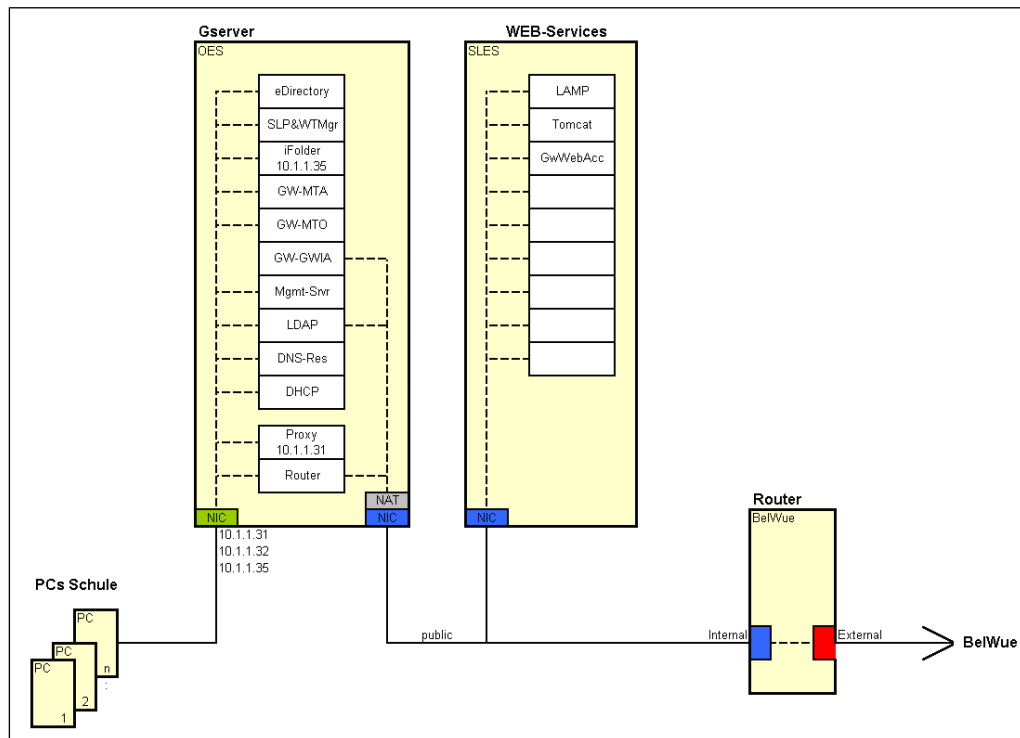 Gserver
OES
eDirectory
SLP&WTMgr
iFolder
10.1.1.35
GW-MTA
GW-MTO
GW-GWIA
Mgmt-Srvr
LDAP
DNS-Res
DHCP
Proxy
10.1.1.31
Router
NAT
NIC
NIC
10.1.1.31
10.1.1.32
10.1.1.35
WEB-Services
SLES
LAMP
Tomcat
GwWebAcc
NIC
Router
BelWue
Internal
External
BelWue
public
PCs Schule
PC
n
:
PC
2
PC
1